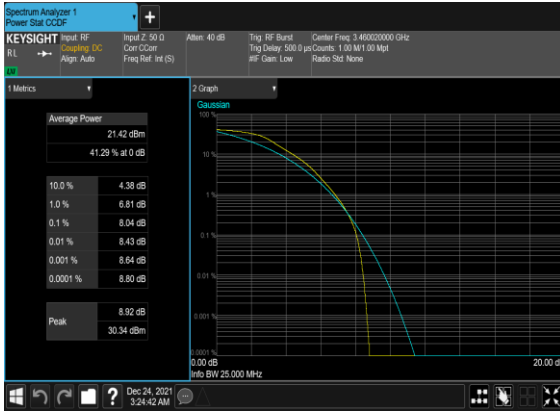 Spectrum Analyzer 1
Power Stat CCDF
+
KEYSIGHT
RL
Input: RF
Coupling: DC
Align: Auto
Input Z: 50 Ω
Corr CCorr
Freq Ref: Int (S)
Atten: 40 dB
Trig: RF Burst
Trig Delay: 500.0 µs
#IF Gain: Low
Center Freq: 3.460020000 GHz
Counts: 1.00 M/1.00 Mpt
Radio Std: None
1 Metrics
Average Power
21.42 dBm
41.29 % at 0 dB
10.0 % 4.38 dB
1.0 % 6.81 dB
0.1 % 8.04 dB
0.01 % 8.43 dB
0.001 % 8.64 dB
0.0001 % 8.80 dB
Peak
8.92 dB
30.34 dBm
2 Graph
Gaussian
100 %
10 %
1 %
0.1 %
0.01 %
0.001 %
0.0001 %
0.00 dB
20.00 d
Info BW 25.000 MHz
?
Dec 24, 2021
3:24:42 AM